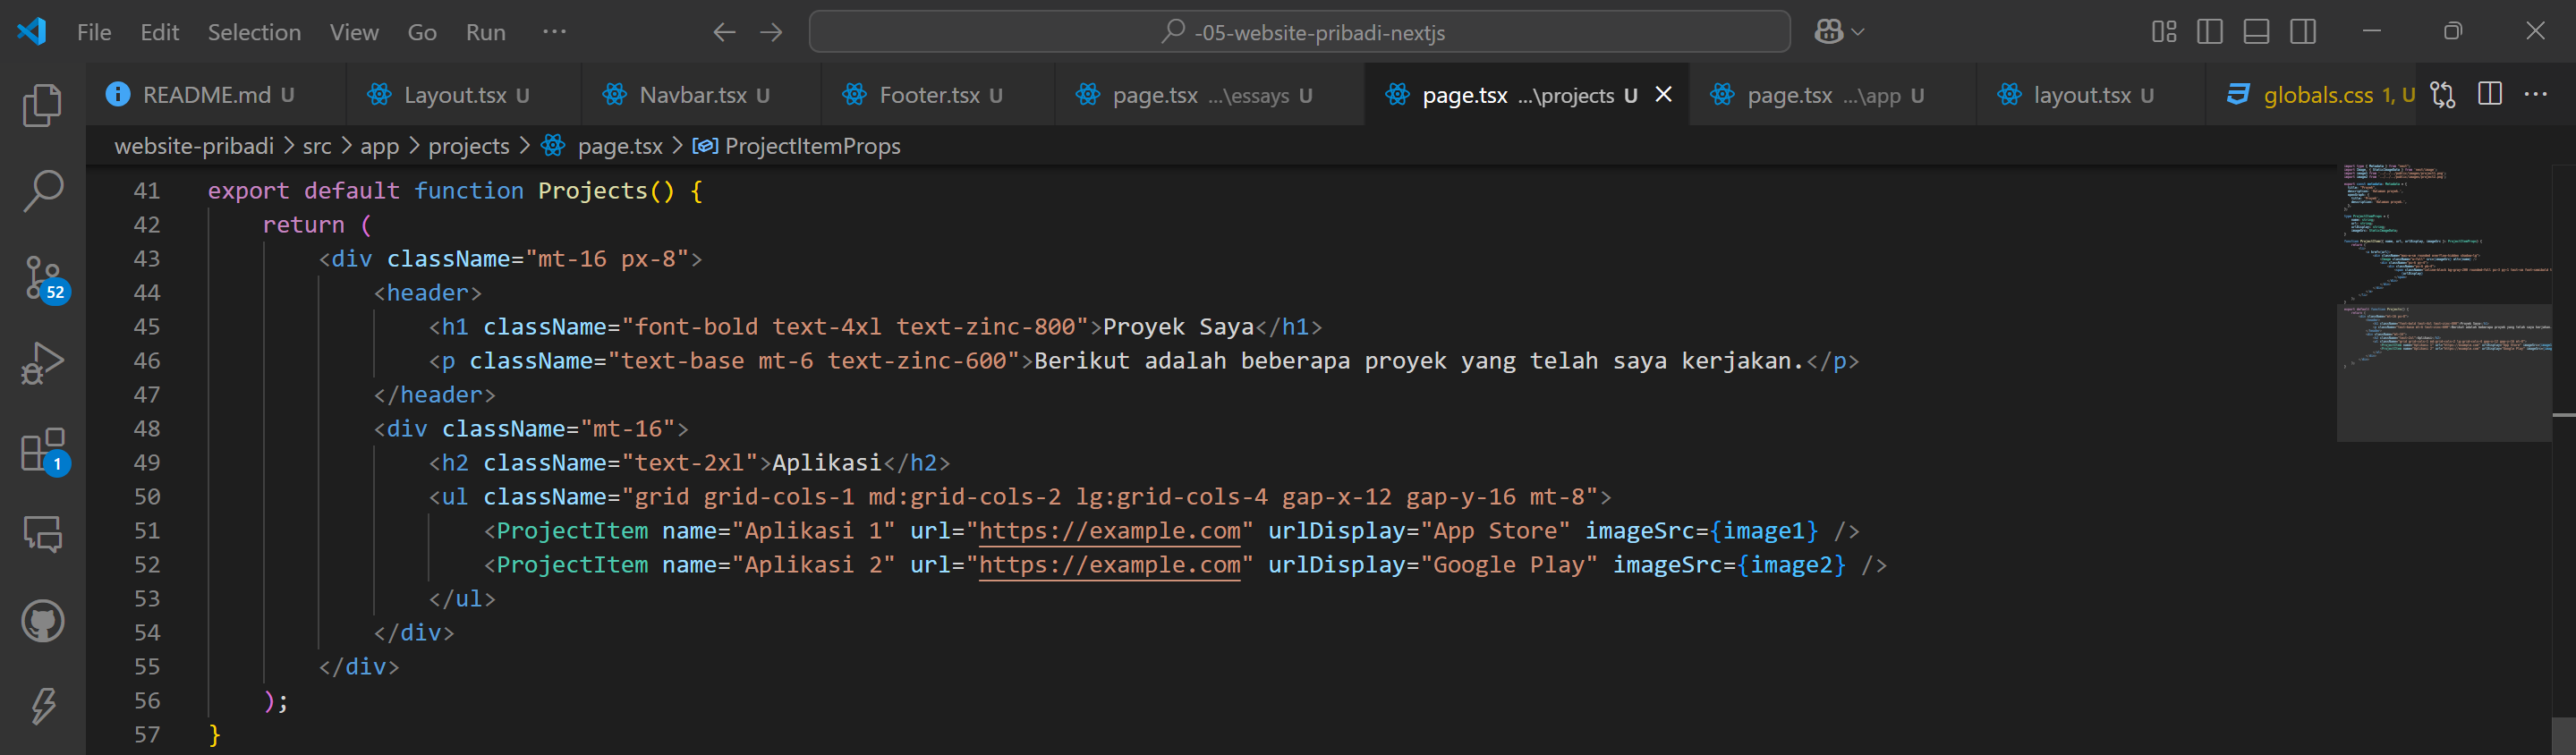 File Edit Selection View Go Run ··· -05-website-pribadi-nextjs
README.md U Layout.tsx U Navbar.tsx U Footer.tsx U page.tsx ...\essays U page.tsx ...\projects U page.tsx ...\app U layout.tsx U globals.css 1, U
website-pribadi > src > app > projects > page.tsx > ProjectItemProps
41 export default function Projects() {
42 return (
43 <div className="mt-16 px-8">
44 <header>
45 <h1 className="font-bold text-4xl text-zinc-800">Proyek Saya</h1>
46 <p className="text-base mt-6 text-zinc-600">Berikut adalah beberapa proyek yang telah saya kerjakan.</p>
47 </header>
48 <div className="mt-16">
49 <h2 className="text-2xl">Aplikasi</h2>
50 <ul className="grid grid-cols-1 md:grid-cols-2 lg:grid-cols-4 gap-x-12 gap-y-16 mt-8">
51 <ProjectItem name="Aplikasi 1" url="https://example.com" urlDisplay="App Store" imageSrc={image1} />
52 <ProjectItem name="Aplikasi 2" url="https://example.com" urlDisplay="Google Play" imageSrc={image2} />
53 </ul>
54 </div>
55 </div>
56 );
57 }
52
1